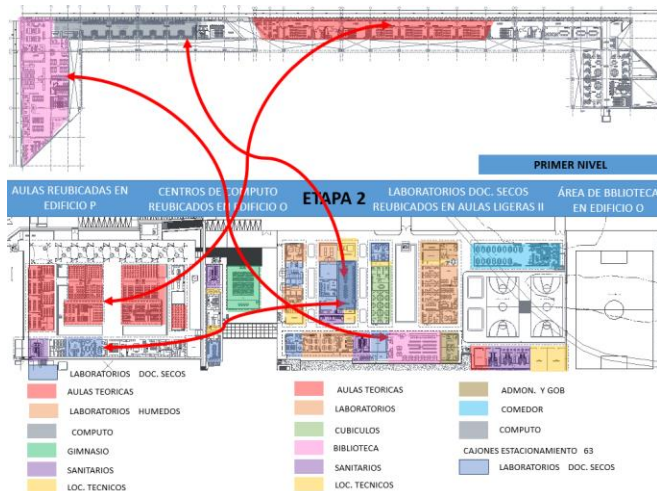 PRIMER NIVEL
AULAS REUBICADAS EN
EDIFICIO P
CENTROS DE COMPUTO
REUBICADOS EN EDIFICIO O
ETAPA 2
LABORATORIOS DOC. SECOS
REUBICADOS EN AULAS LIGERAS II
ÁREA DE BBLIOTECA
EN EDIFICIO O
LABORATORIOS DOC. SECOS
AULAS TEORICAS
LABORATORIOS HUMEDOS
COMPUTO
GIMNASIO
SANITARIOS
LOC. TECNICOS
AULAS TEORICAS
LABORATORIOS
CUBICULOS
BIBLIOTECA
SANITARIOS
LOC. TECNICOS
ADMON. Y GOB
COMEDOR
COMPUTO
CAJONES ESTACIONAMIENTO 63
LABORATORIOS DOC. SECOS